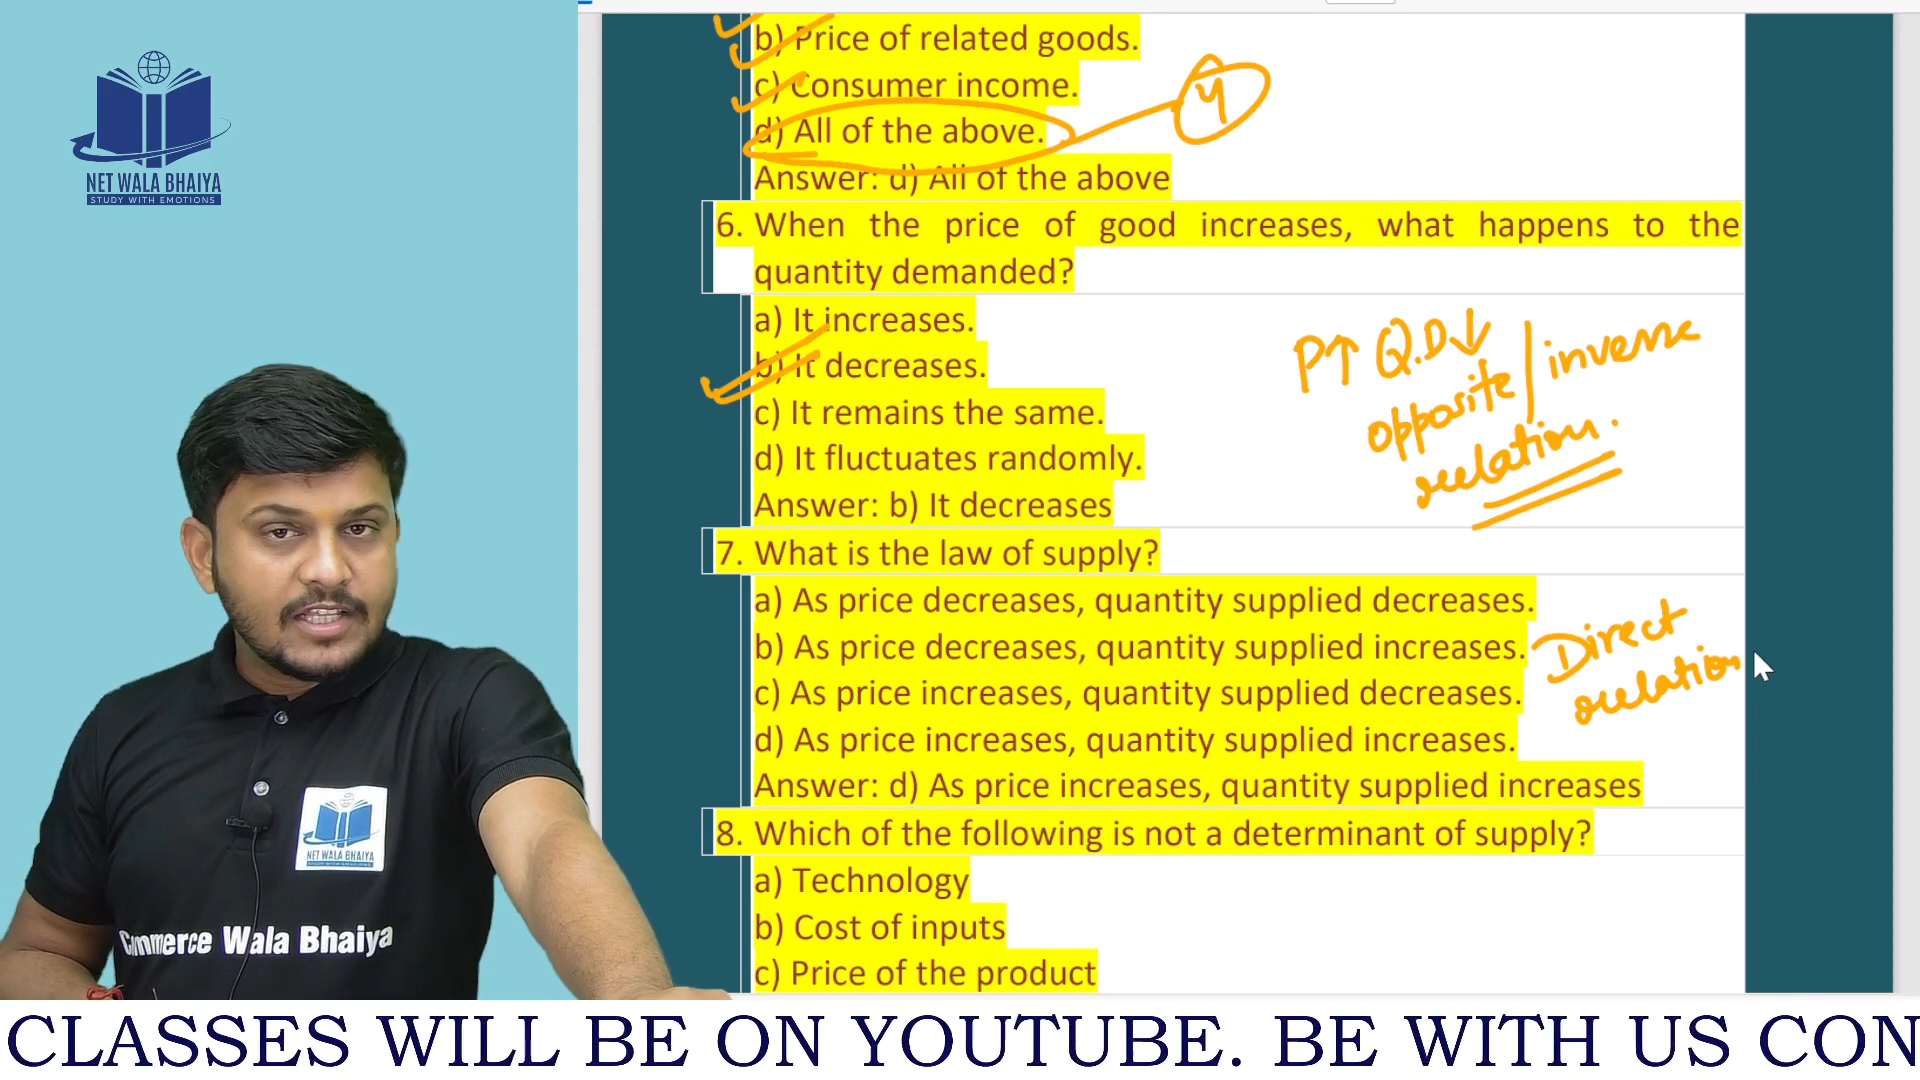 NET WALA BHAIYA
STUDY WITH EMOTIONS
b) Price of related goods.
c) Consumer income.
d) All of the above.
Answer: d) All of the above
6. When the price of good increases, what happens to the
quantity demanded?
a) It increases.
b) It decreases.
c) It remains the same.
d) It fluctuates randomly.
Answer: b) It decreases
P↑ Q.D↓
opposite / inverse
relation.
7. What is the law of supply?
a) As price decreases, quantity supplied decreases.
b) As price decreases, quantity supplied increases.
c) As price increases, quantity supplied decreases.
d) As price increases, quantity supplied increases.
Answer: d) As price increases, quantity supplied increases
Direct
relation
8. Which of the following is not a determinant of supply?
a) Technology
b) Cost of inputs
c) Price of the product
NET WALA BHAIYA
STUDY WITH EMOTIONS
Commerce Wala Bhaiya
CLASSES WILL BE ON YOUTUBE. BE WITH US CON